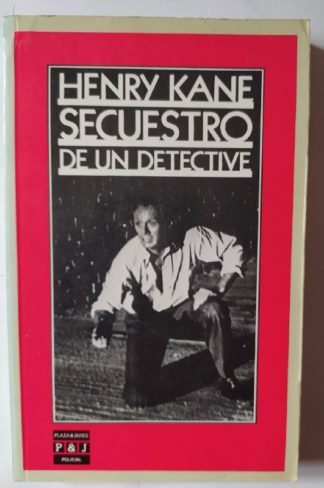 HENRY KANE
SECUESTRO
DE UN DETECTIVE
PLAZA & JANES
P & J
POLICIAL